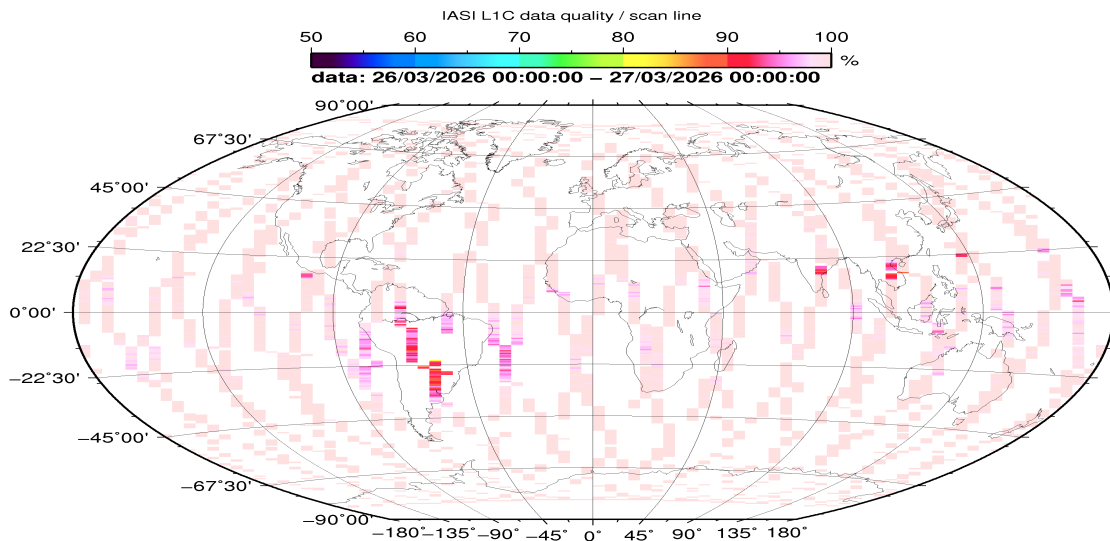 IASI L1C data quality / scan line
50 60 70 80 90 100
%
data: 26/03/2026 00:00:00 – 27/03/2026 00:00:00
90°00'
67°30'
45°00'
22°30'
0°00'
−22°30'
−45°00'
−67°30'
−90°00'
−180° −135° −90° −45° 0° 45° 90° 135° 180°